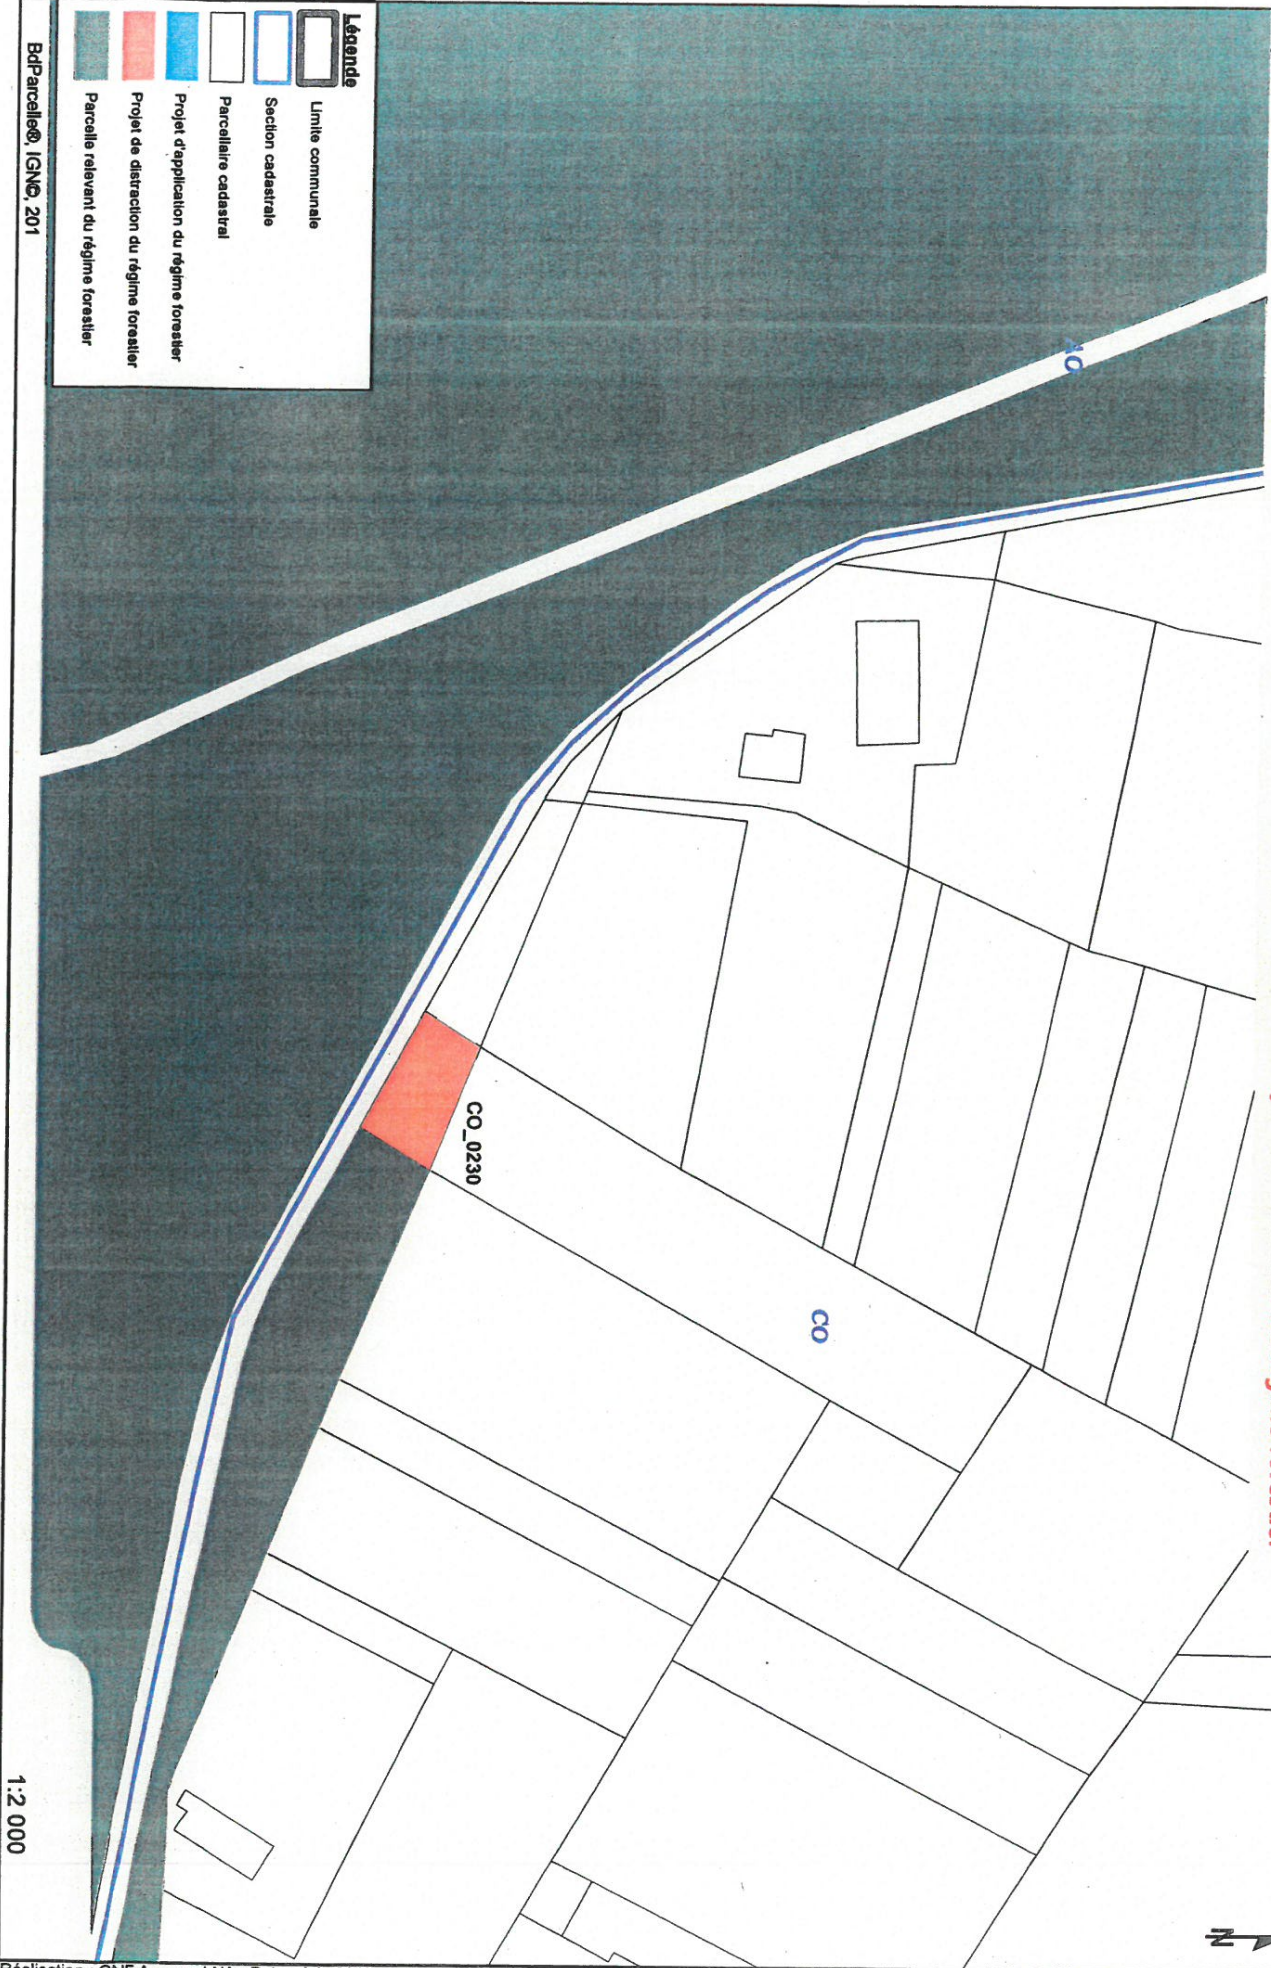 AO
CO
CO_0230
Légende
Limite communale
Section cadastrale
Parcellaire cadastral
Projet d'application du régime forestier
Projet de distraction du régime forestier
Parcelle relevant du régime forestier
BdParcelle®, IGN©, 201
1:2 000
N